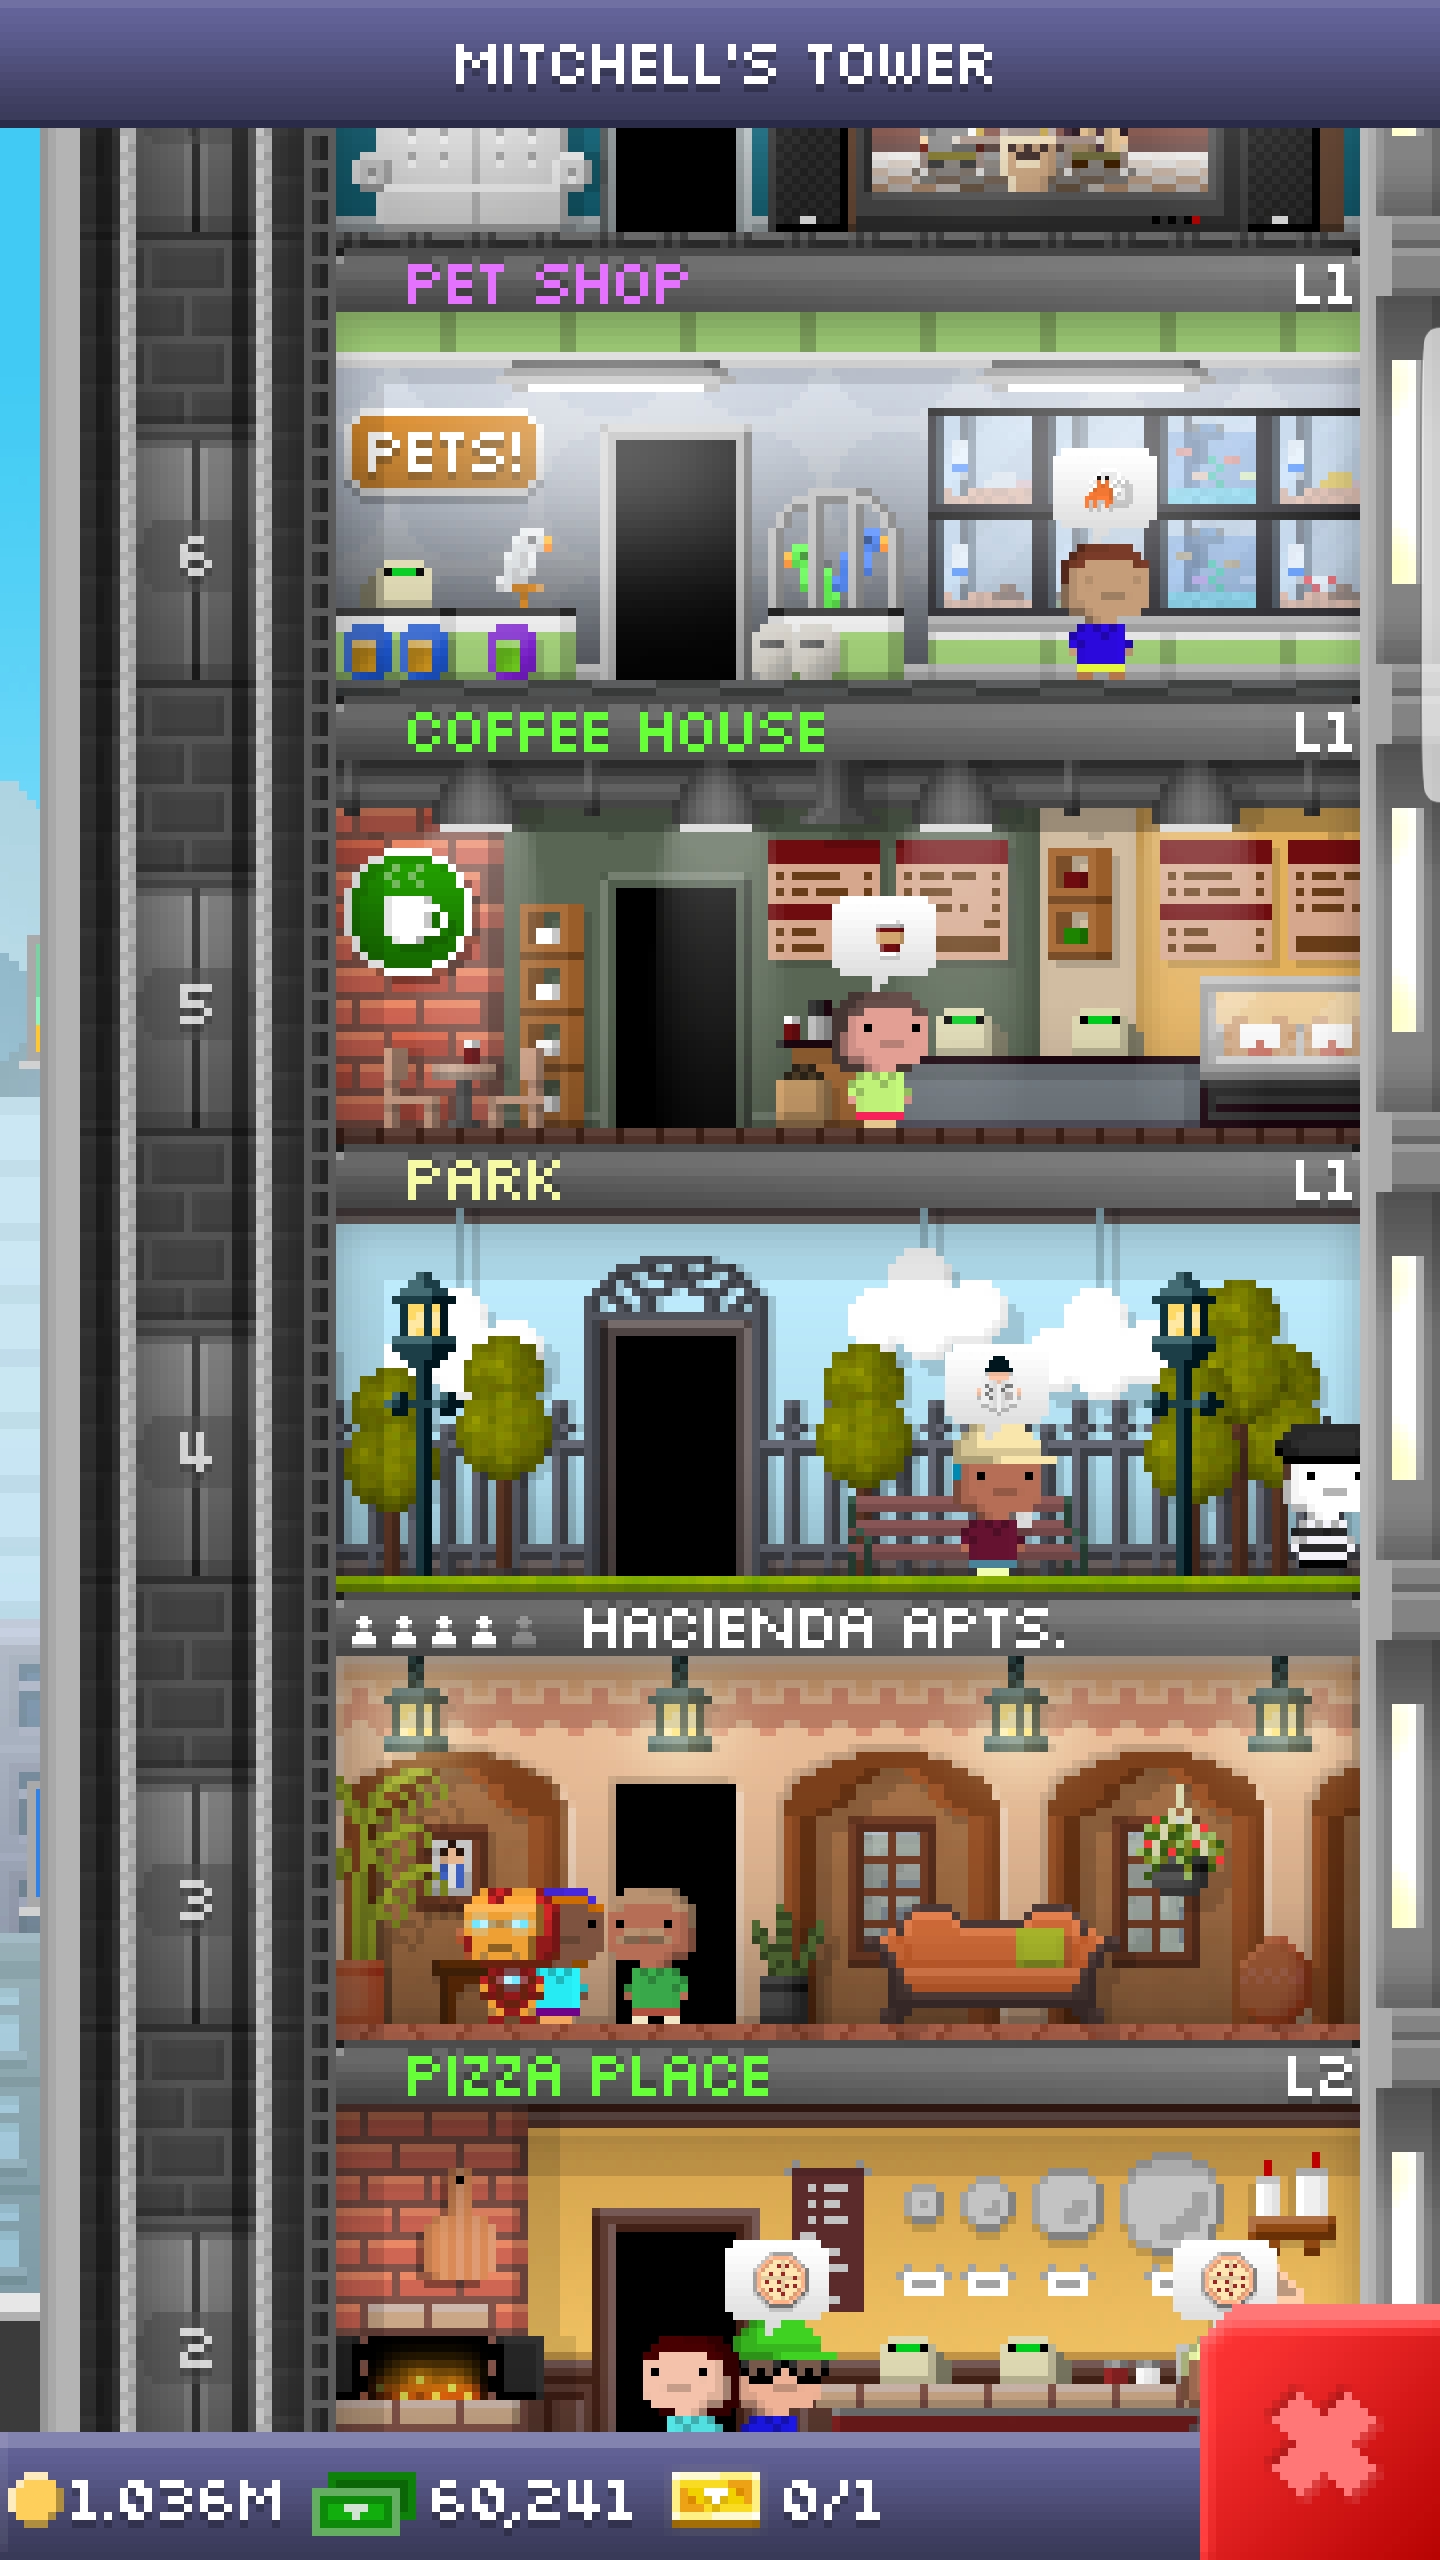 MITCHELL'S TOWER
PET SHOP L1
PETS!
6
COFFEE HOUSE L1
5
PARK L1
4
HACIENDA APTS.
3
PIZZA PLACE L2
2
1.036M 60,241 0/1